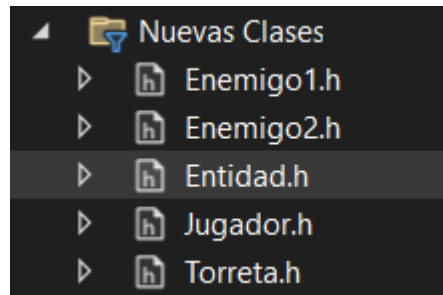 Nuevas Clases
Enemigo1.h
Enemigo2.h
Entidad.h
Jugador.h
Torreta.h